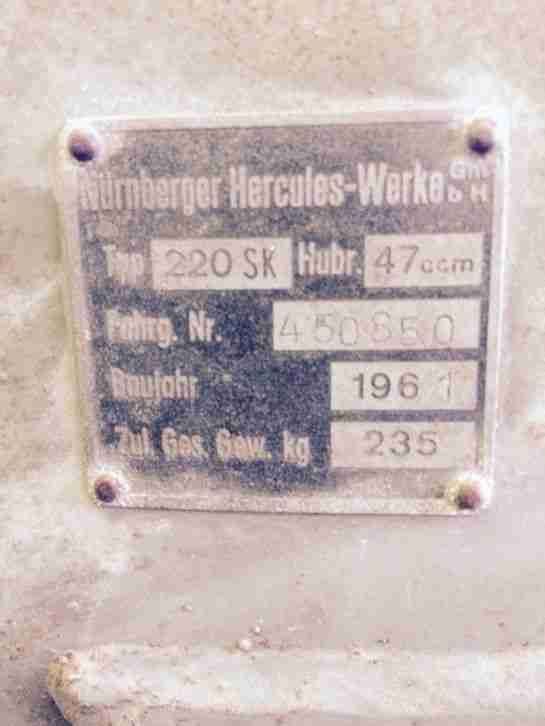 Nürnberger Hercules-Werke GmbH
Typ 220 SK Hubr. 47 ccm
Fahrg. Nr. 450650
Baujahr 1961
Zul. Ges. Gew. kg 235